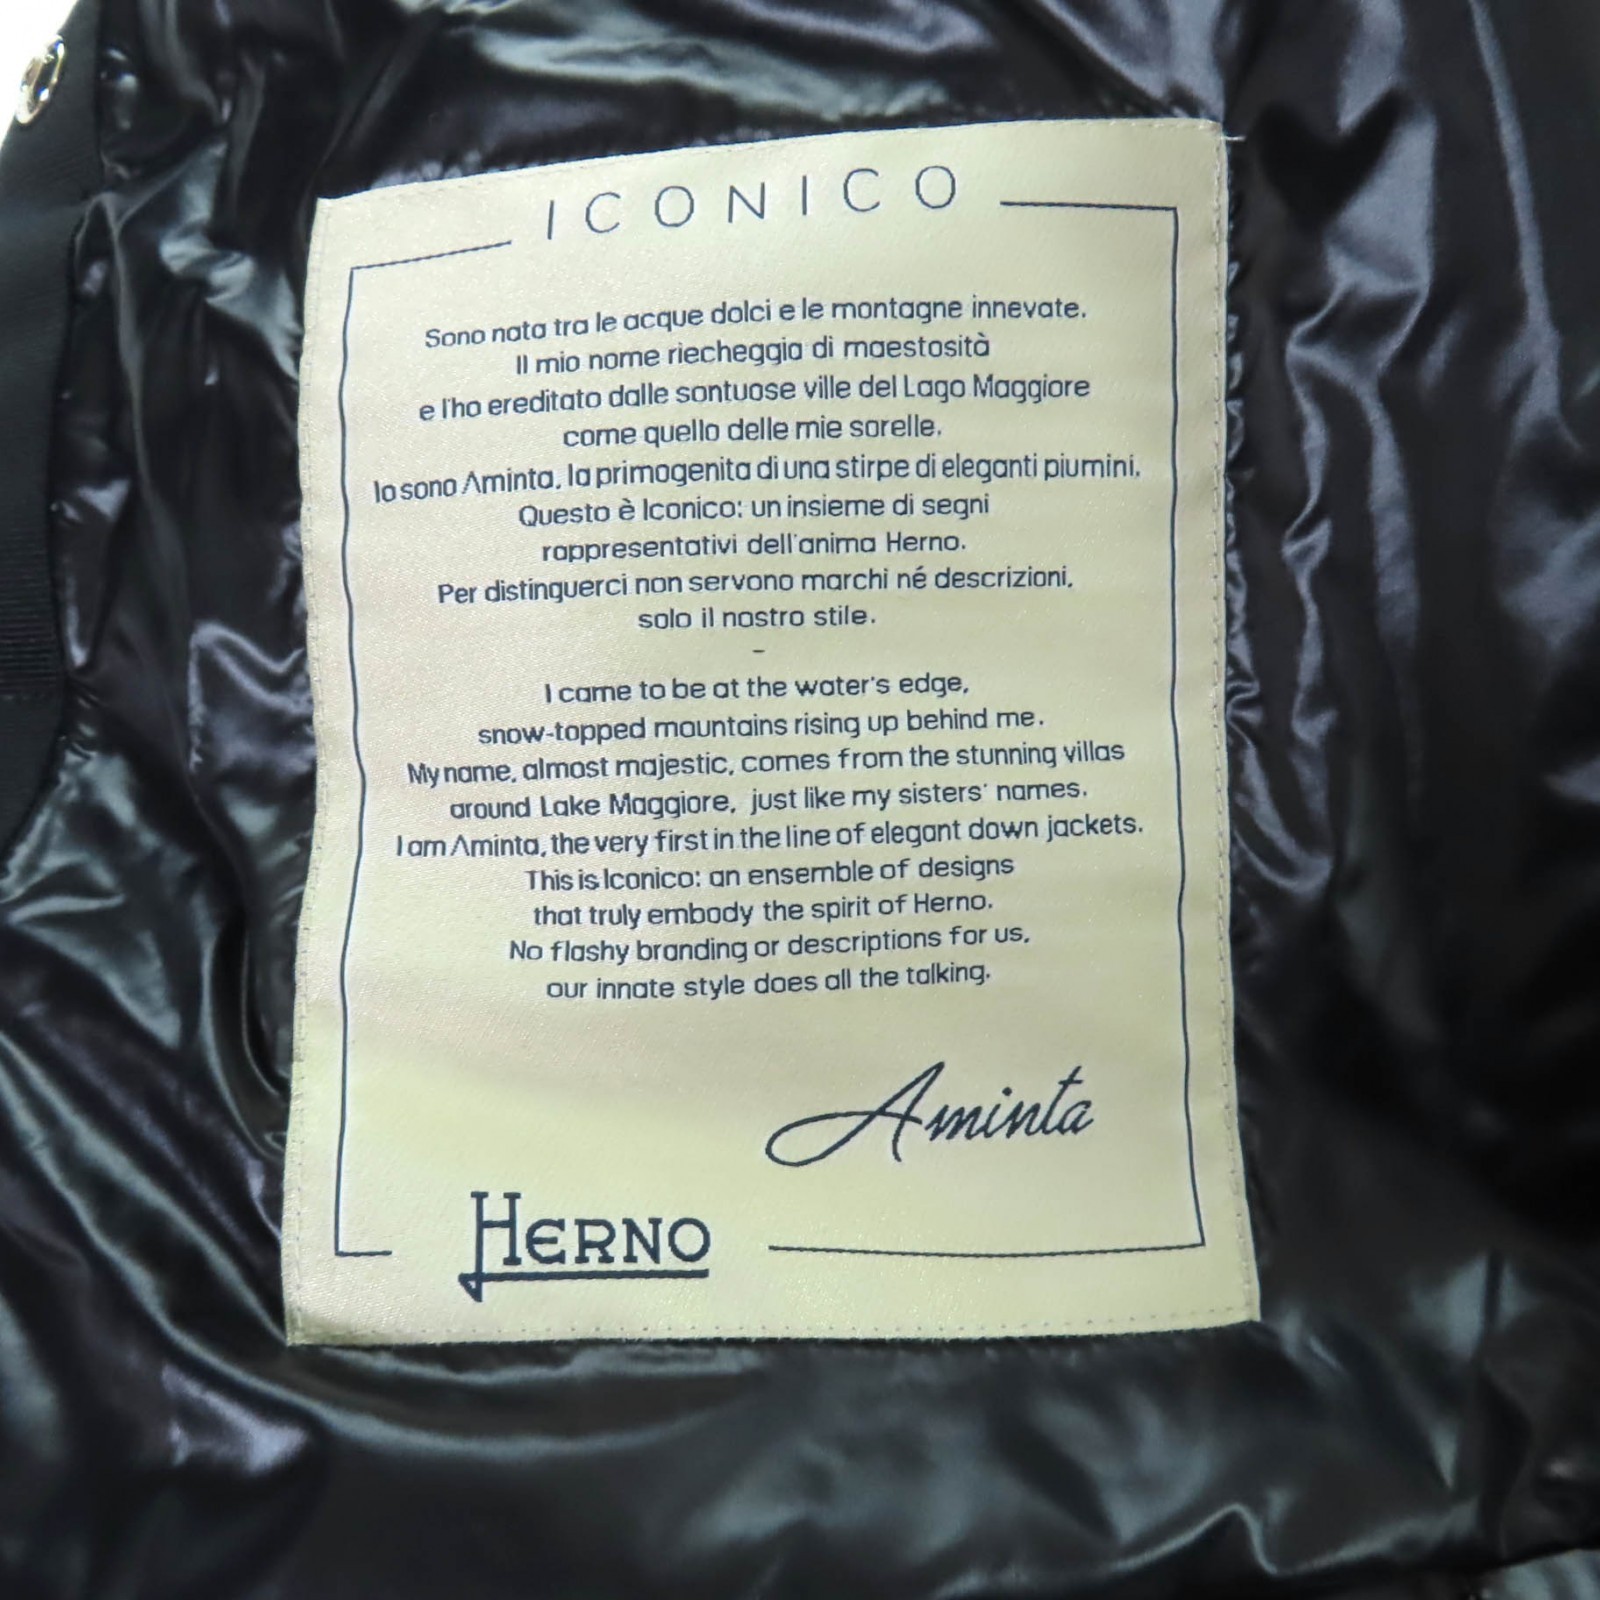 ICONICO
Sono nata tra le acque dolci e le montagne innevate.
Il mio nome riecheggia di maestosità
e l'ho ereditato dalle sontuose ville del Lago Maggiore
come quello delle mie sorelle.
Io sono Aminta, la primogenita di una stirpe di eleganti piumini.
Questo è Iconico: un insieme di segni
rappresentativi dell'anima Herno.
Per distinguerci non servono marchi né descrizioni,
solo il nostro stile.
-
I came to be at the water's edge,
snow-topped mountains rising up behind me.
My name, almost majestic, comes from the stunning villas
around Lake Maggiore, just like my sisters' names.
I am Aminta, the very first in the line of elegant down jackets.
This is Iconico: an ensemble of designs
that truly embody the spirit of Herno.
No flashy branding or descriptions for us,
our innate style does all the talking.
Aminta
HERNO